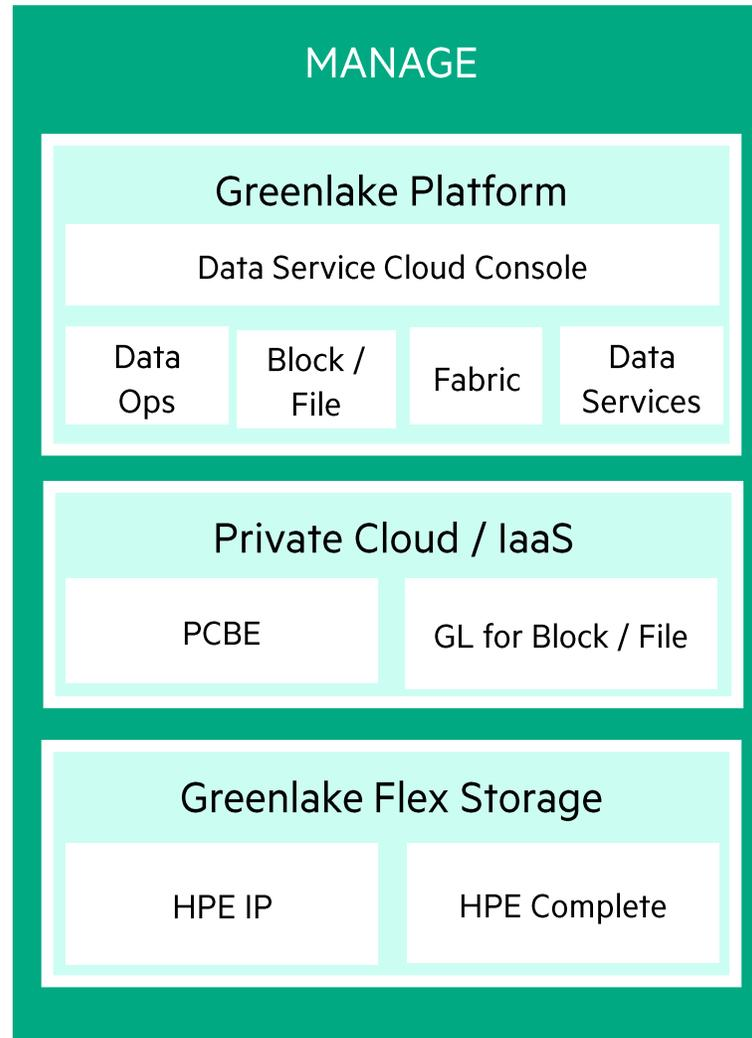 MANAGE
Greenlake Platform
Data Service Cloud Console
Data
Ops
Block /
File
Fabric
Data
Services
Private Cloud / IaaS
PCBE
GL for Block / File
Greenlake Flex Storage
HPE IP
HPE Complete